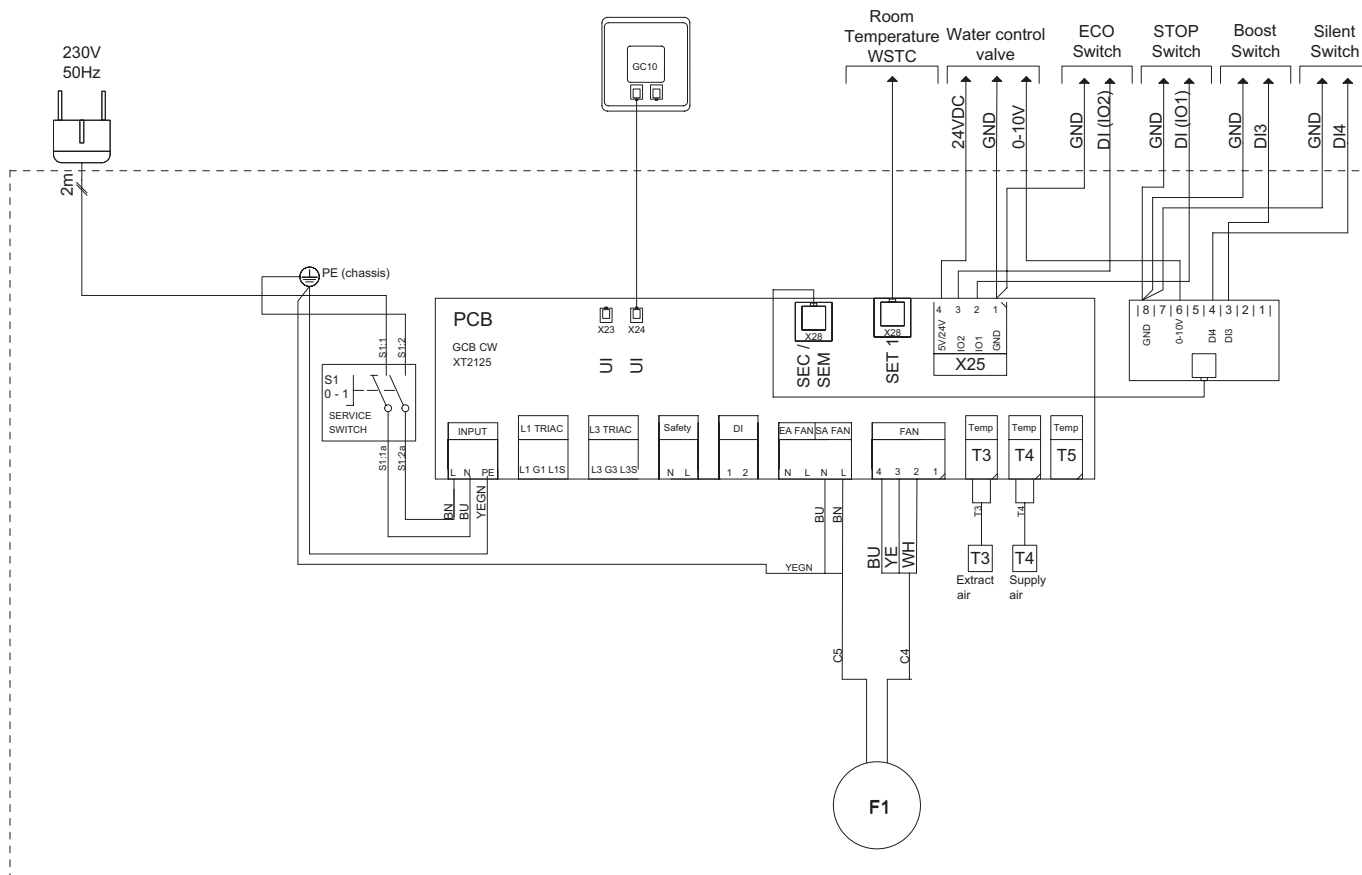 230V
50Hz
2m
GC10
Room
Temperature
WSTC
Water control
valve
ECO
Switch
STOP
Switch
Boost
Switch
Silent
Switch
24VDC
GND
0-10V
GND
DI (IO2)
GND
DI (IO1)
GND
DI3
GND
DI4
PE (chassis)
S1:1
S1:2
S1
0 - 1
SERVICE
SWITCH
S1:1a
S1:2a
PCB
GCB CW
XT2125
X23
X24
UI
UI
X28
SEC /
SEM
X28
SET 1
4 3 2 1
5V/24V
IO2
IO1
GND
X25
|8 |7 |6 |5 |4 |3 |2 |1 |
GND
0-10V
DI4
DI3
INPUT
L N PE
L1 TRIAC
L1 G1 L1S
L3 TRIAC
L3 G3 L3S
Safety
N L
DI
1 2
EA FAN
SA FAN
N L N L
FAN
4 3 2 1
Temp
T3
Temp
T4
Temp
T5
BN
BU
YEGN
BU
BN
YEGN
BU
YE
WH
T3
T4
T3
Extract
air
T4
Supply
air
C5
C4
F1